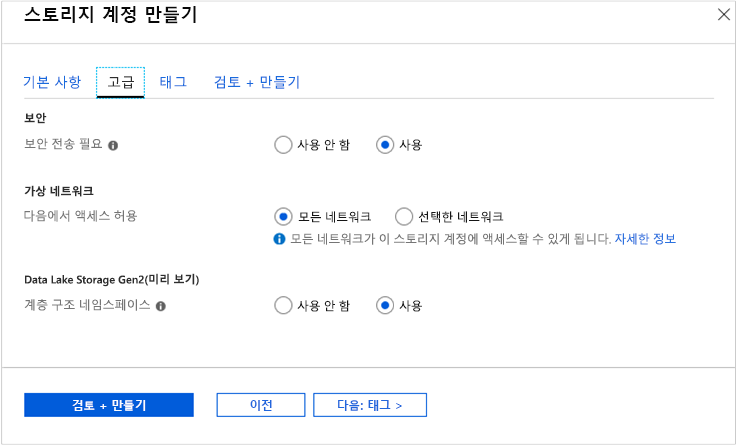 스토리지 계정 만들기
기본 사항 고급 태그 검토 + 만들기
보안
보안 전송 필요 사용 안 함 사용
가상 네트워크
다음에서 액세스 허용 모든 네트워크 선택한 네트워크
모든 네트워크가 이 스토리지 계정에 액세스할 수 있게 됩니다. 자세한 정보
Data Lake Storage Gen2(미리 보기)
계층 구조 네임스페이스 사용 안 함 사용
검토 + 만들기 이전 다음: 태그 >